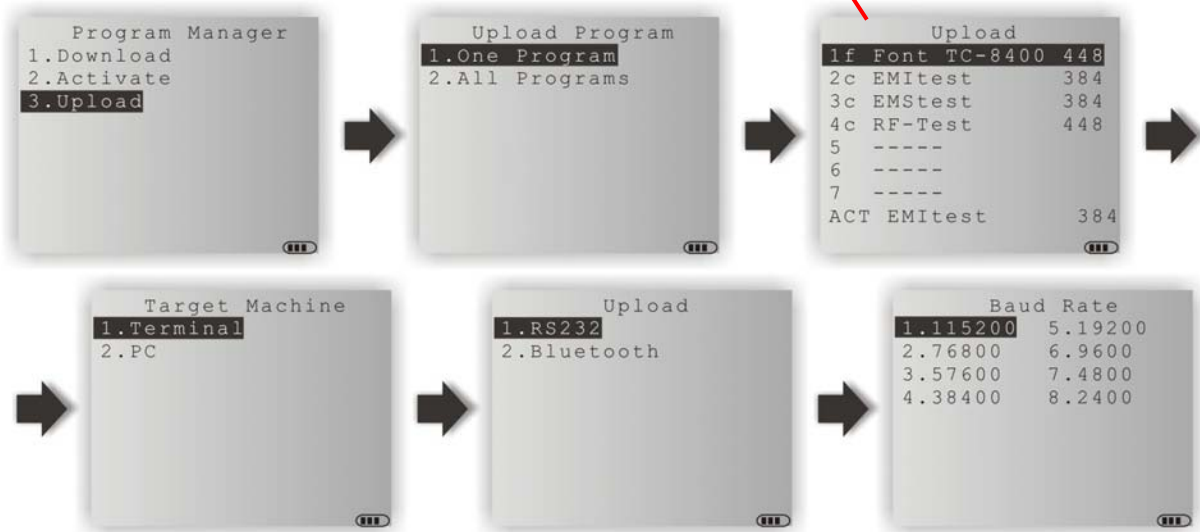 Program Manager
1.Download
2.Activate
3.Upload
Upload Program
1.One Program
2.All Programs
Upload
1f Font TC-8400 448
2c EMItest 384
3c EMStest 384
4c RF-Test 448
5 -----
6 -----
7 -----
ACT EMItest 384
Target Machine
1.Terminal
2.PC
Upload
1.RS232
2.Bluetooth
Baud Rate
1.115200 5.19200
2.76800 6.9600
3.57600 7.4800
4.38400 8.2400